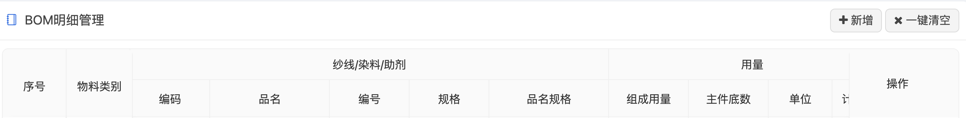 BOM明细管理
新增 一键清空
序号 物料类别 纱线/染料/助剂 用量 操作
编码 品名 编号 规格 品名规格 组成用量 主件底数 单位